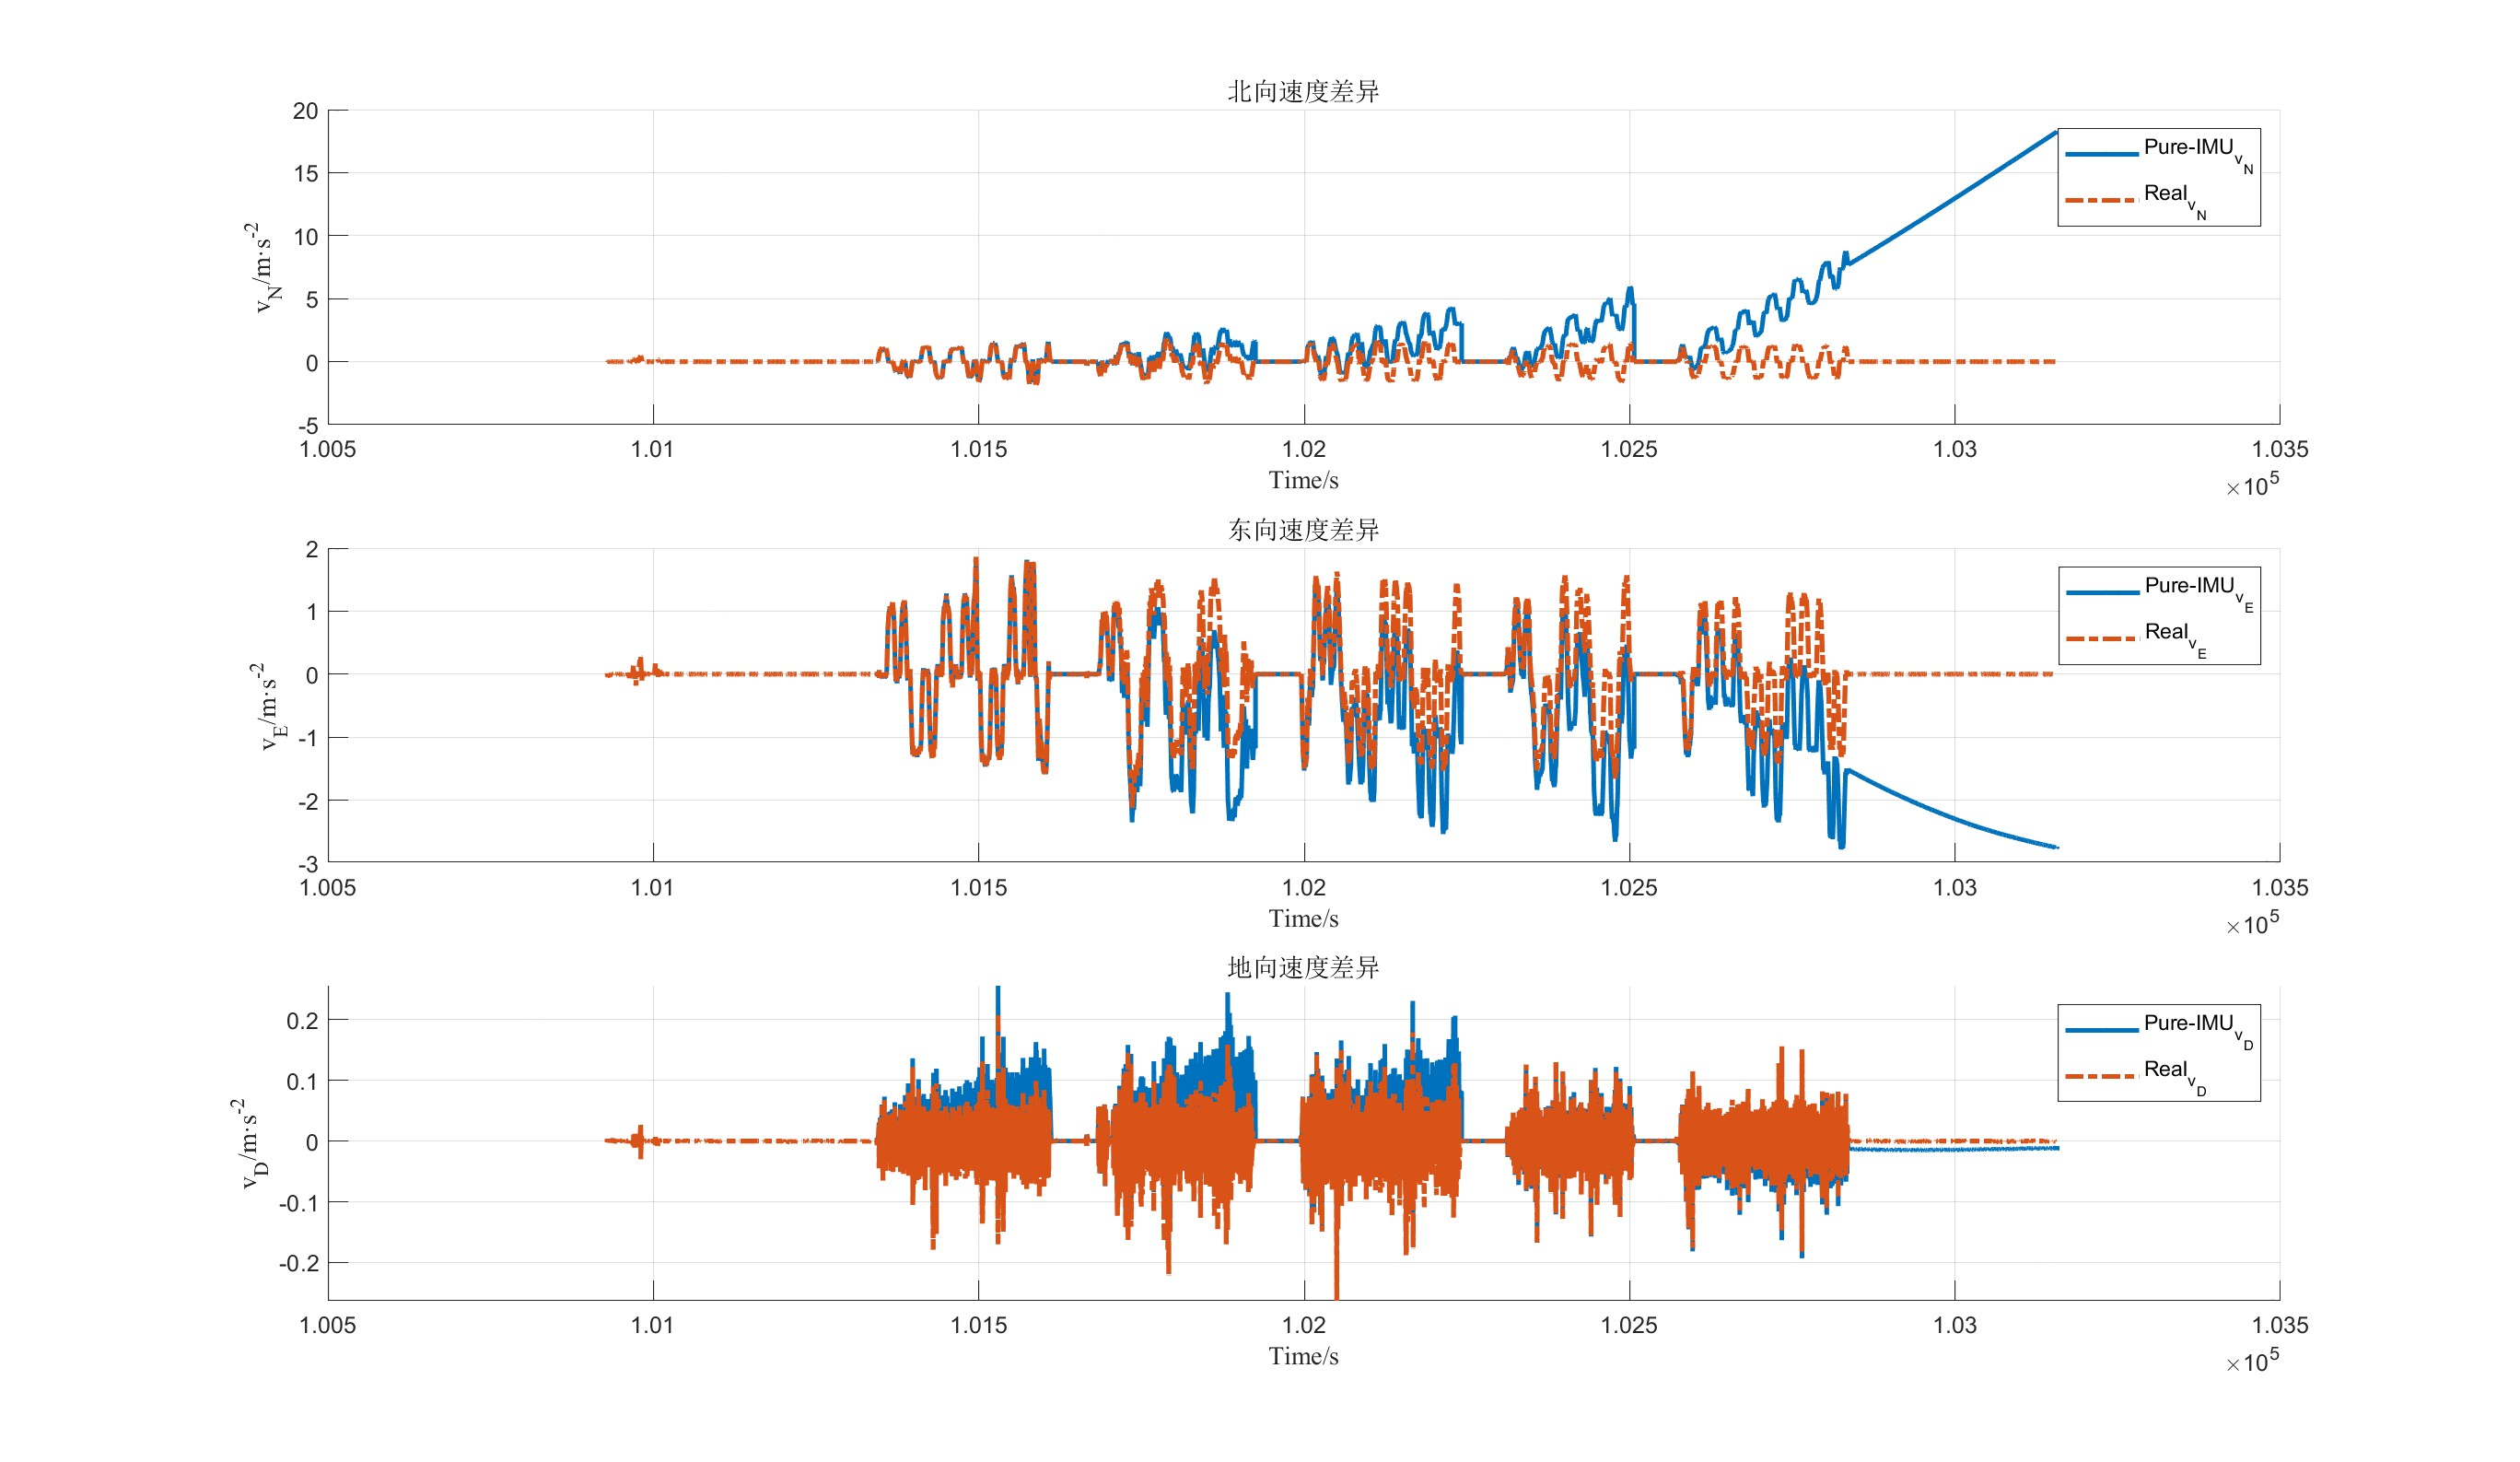 北向速度差异
20
15
10
5
0
-5
v_N/m·s^-2
1.005 1.01 1.015 1.02 1.025 1.03 1.035
Time/s
×10^5
Pure-IMU_v_N
Real_v_N
东向速度差异
2
1
0
-1
-2
-3
v_E/m·s^-2
1.005 1.01 1.015 1.02 1.025 1.03 1.035
Time/s
×10^5
Pure-IMU_v_E
Real_v_E
地向速度差异
0.2
0.1
0
-0.1
-0.2
v_D/m·s^-2
1.005 1.01 1.015 1.02 1.025 1.03 1.035
Time/s
×10^5
Pure-IMU_v_D
Real_v_D